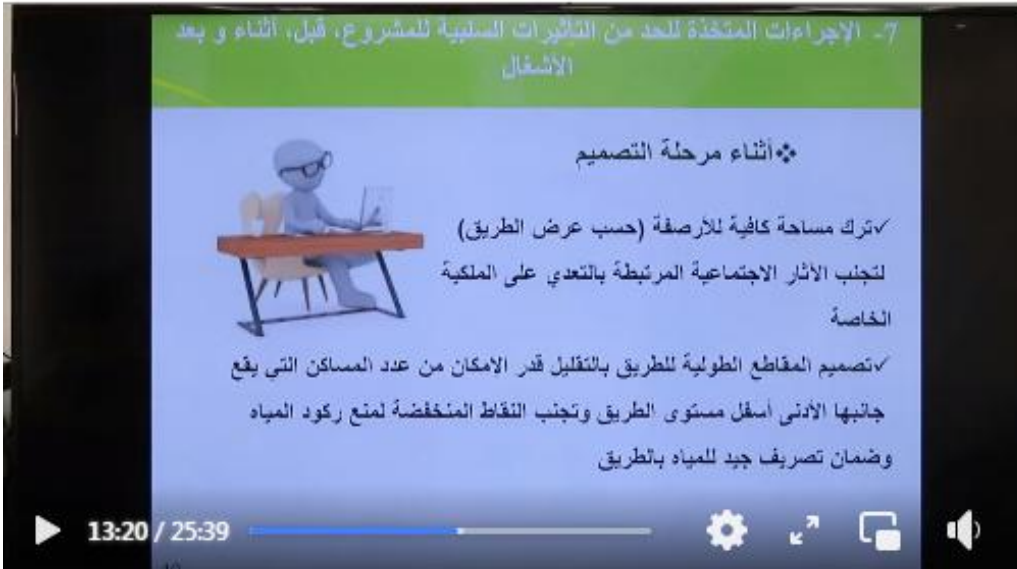 7- الإجراءات المتخذة للحد من التأثيرات السلبية للمشروع، قبل، أثناء و بعد
الأشغال
❖أثناء مرحلة التصميم
✓ترك مساحة كافية للأرصفة (حسب عرض الطريق)
لتجنب الأثار الاجتماعية المرتبطة بالتعدي على الملكية
الخاصة
✓تصميم المقاطع الطولية للطريق بالتقليل قدر الامكان من عدد المساكن التي يقع
جانبها الأدنى أسفل مستوى الطريق وتجنب النقاط المنخفضة لمنع ركود المياه
وضمان تصريف جيد للمياه بالطريق
13:20 / 25:39